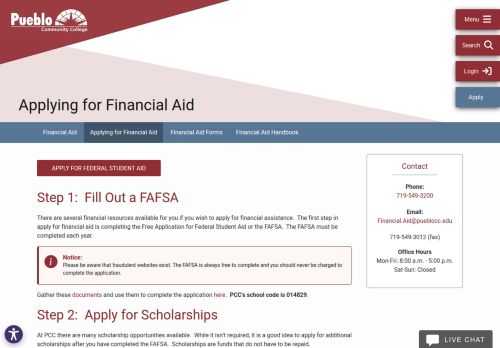 Pueblo
Community College
Menu
Search
Login
Apply
Applying for Financial Aid
Financial Aid
Applying for Financial Aid
Financial Aid Forms
Financial Aid Handbook
APPLY FOR FEDERAL STUDENT AID
Step 1: Fill Out a FAFSA
There are several financial resources available for you if you wish to apply for financial assistance. The first step in
apply for financial aid is completing the Free Application for Federal Student Aid or the FAFSA. The FAFSA must
be completed each year.
Notice:
Please be aware that fraudulent websites exist. The FAFSA is always free to complete and you should never be charged to
complete the application.
Gather these documents and use them to complete the application here. PCC's school code is 014829.
Step 2: Apply for Scholarships
At PCC there are many scholarship opportunities available. While it isn't required, it is a good idea to apply for additional
scholarships after you have completed the FAFSA. Scholarships are funds that do not have to be repaid.
Contact
Phone:
719-549-3200
Email:
Financial.Aid@pueblocc.edu
719-549-3012 (fax)
Office Hours
Mon-Fri: 8:00 a.m. - 5:00 p.m.
Sat-Sun: Closed
LIVE CHAT